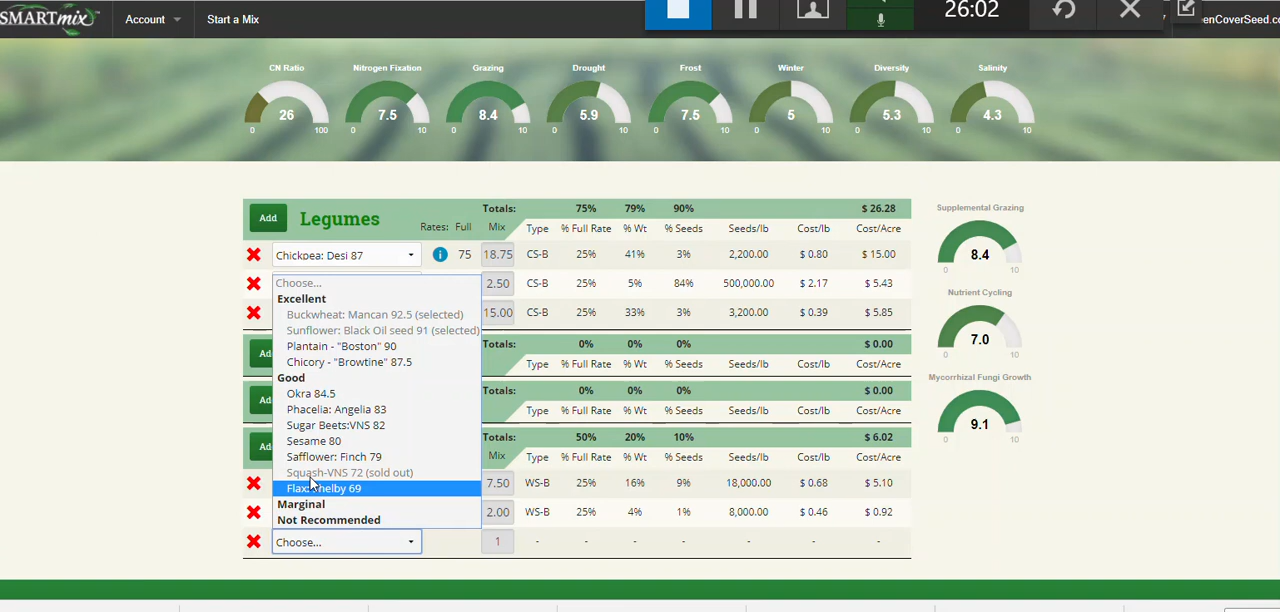 SMARTmix™ Account Start a Mix 26:02 enCoverSeed.co
CN Ratio Nitrogen Fixation Grazing Drought Frost Winter Diversity Salinity
26 7.5 8.4 5.9 7.5 5 5.3 4.3
0 100 0 10 0 10 0 10 0 10 0 10 0 10 0 10
Add Legumes Rates: Full Totals: 75% 79% 90% $ 26.28
Mix Type % Full Rate % Wt % Seeds Seeds/lb Cost/lb Cost/Acre
Chickpea: Desi 87 75 18.75 CS-B 25% 41% 3% 2,200.00 $ 0.80 $ 15.00
2.50 CS-B 25% 5% 84% 500,000.00 $ 2.17 $ 5.43
15.00 CS-B 25% 33% 3% 3,200.00 $ 0.39 $ 5.85
Totals: 0% 0% 0% $ 0.00
Type % Full Rate % Wt % Seeds Seeds/lb Cost/lb Cost/Acre
Totals: 0% 0% 0% $ 0.00
Type % Full Rate % Wt % Seeds Seeds/lb Cost/lb Cost/Acre
Totals: 50% 20% 10% $ 6.02
Mix Type % Full Rate % Wt % Seeds Seeds/lb Cost/lb Cost/Acre
7.50 WS-B 25% 16% 9% 18,000.00 $ 0.68 $ 5.10
2.00 WS-B 25% 4% 1% 8,000.00 $ 0.46 $ 0.92
Choose... 1 - - - - - - -
Choose...
Excellent
Buckwheat: Mancan 92.5 (selected)
Sunflower: Black Oil seed 91 (selected)
Plantain - "Boston" 90
Chicory - "Browtine" 87.5
Good
Okra 84.5
Phacelia: Angelia 83
Sugar Beets:VNS 82
Sesame 80
Safflower: Finch 79
Squash-VNS 72 (sold out)
Flax: Shelby 69
Marginal
Not Recommended
Supplemental Grazing
8.4
0 10
Nutrient Cycling
7.0
0 10
Mycorrhizal Fungi Growth
9.1
0 10